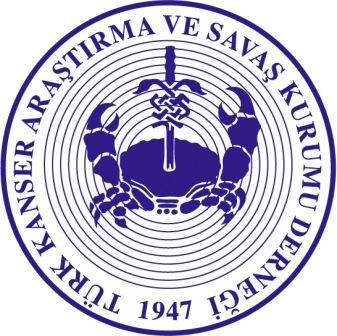 TÜRK KANSER ARAŞTIRMA VE SAVAŞ KURUMU DERNEĞİ
1947